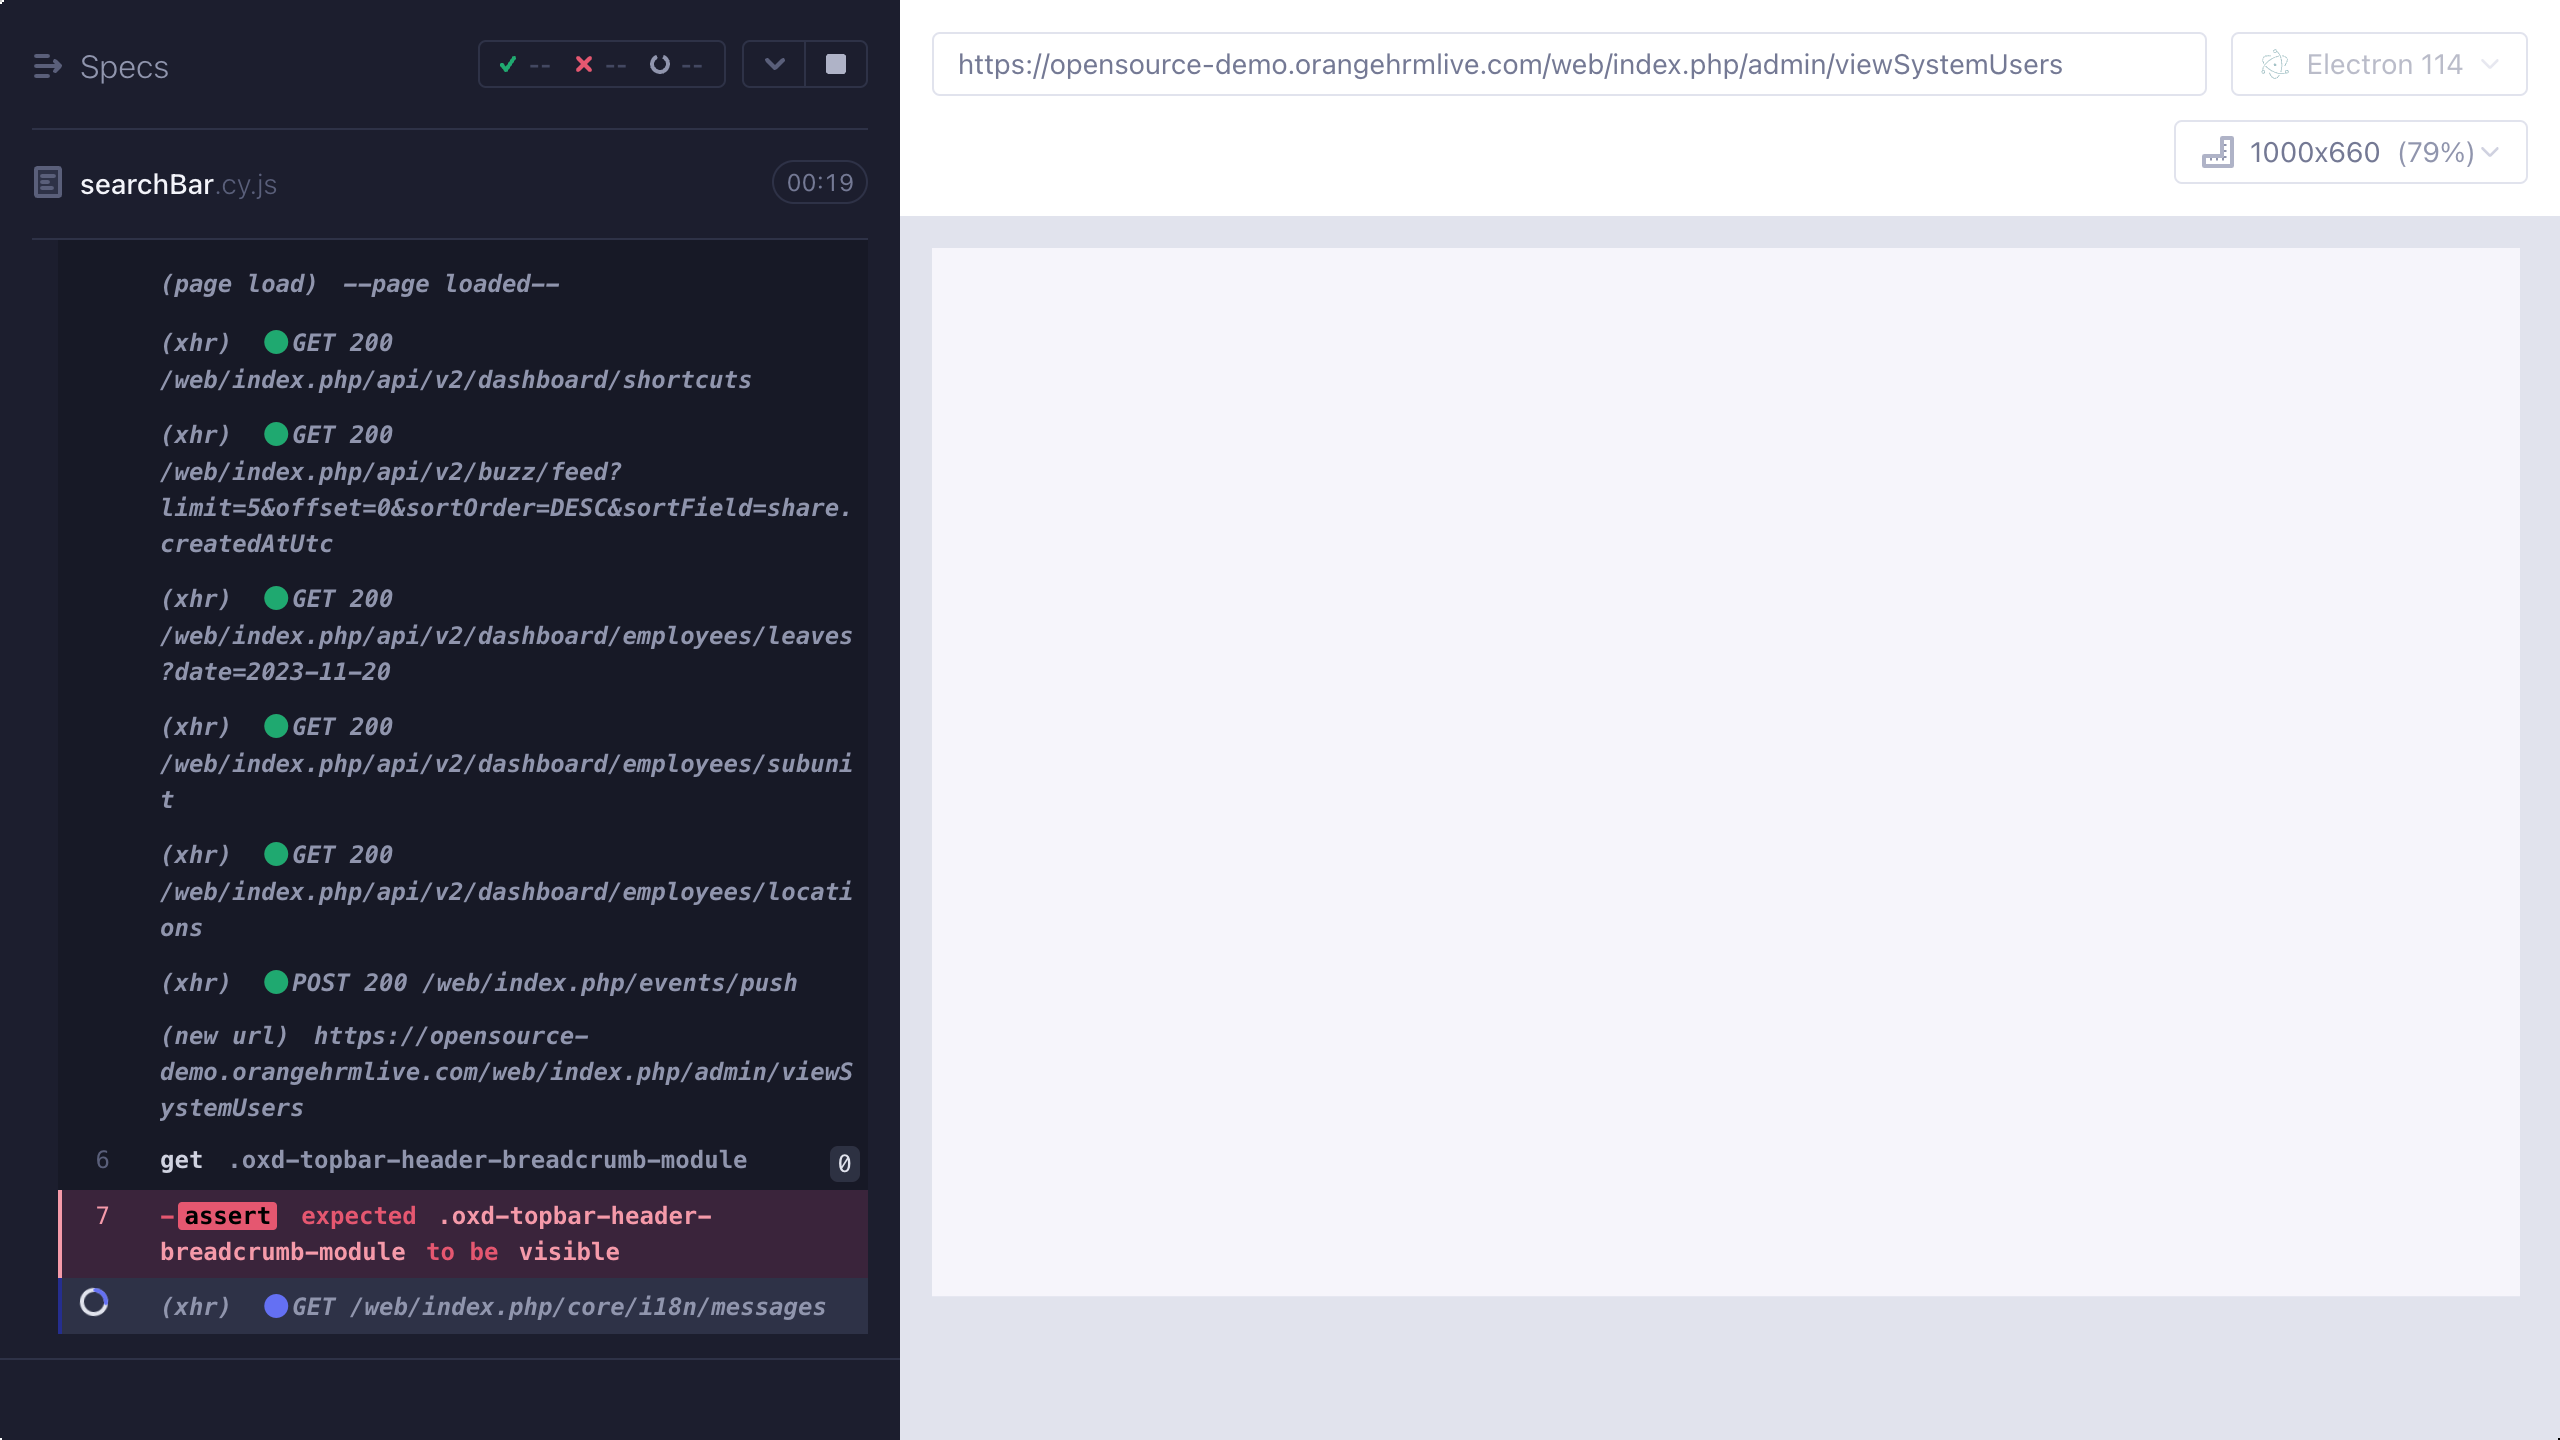 Specs
-- -- --
searchBar.cy.js 00:19
(page load) --page loaded--
(xhr) GET 200
/web/index.php/api/v2/dashboard/shortcuts
(xhr) GET 200
/web/index.php/api/v2/buzz/feed?
limit=5&offset=0&sortOrder=DESC&sortField=share.
createdAtUtc
(xhr) GET 200
/web/index.php/api/v2/dashboard/employees/leaves
?date=2023-11-20
(xhr) GET 200
/web/index.php/api/v2/dashboard/employees/subuni
t
(xhr) GET 200
/web/index.php/api/v2/dashboard/employees/locati
ons
(xhr) POST 200 /web/index.php/events/push
(new url) https://opensource-
demo.orangehrmlive.com/web/index.php/admin/viewS
ystemUsers
6 get .oxd-topbar-header-breadcrumb-module 0
7 -assert expected .oxd-topbar-header-
breadcrumb-module to be visible
(xhr) GET /web/index.php/core/i18n/messages
https://opensource-demo.orangehrmlive.com/web/index.php/admin/viewSystemUsers
Electron 114
1000x660 (79%)